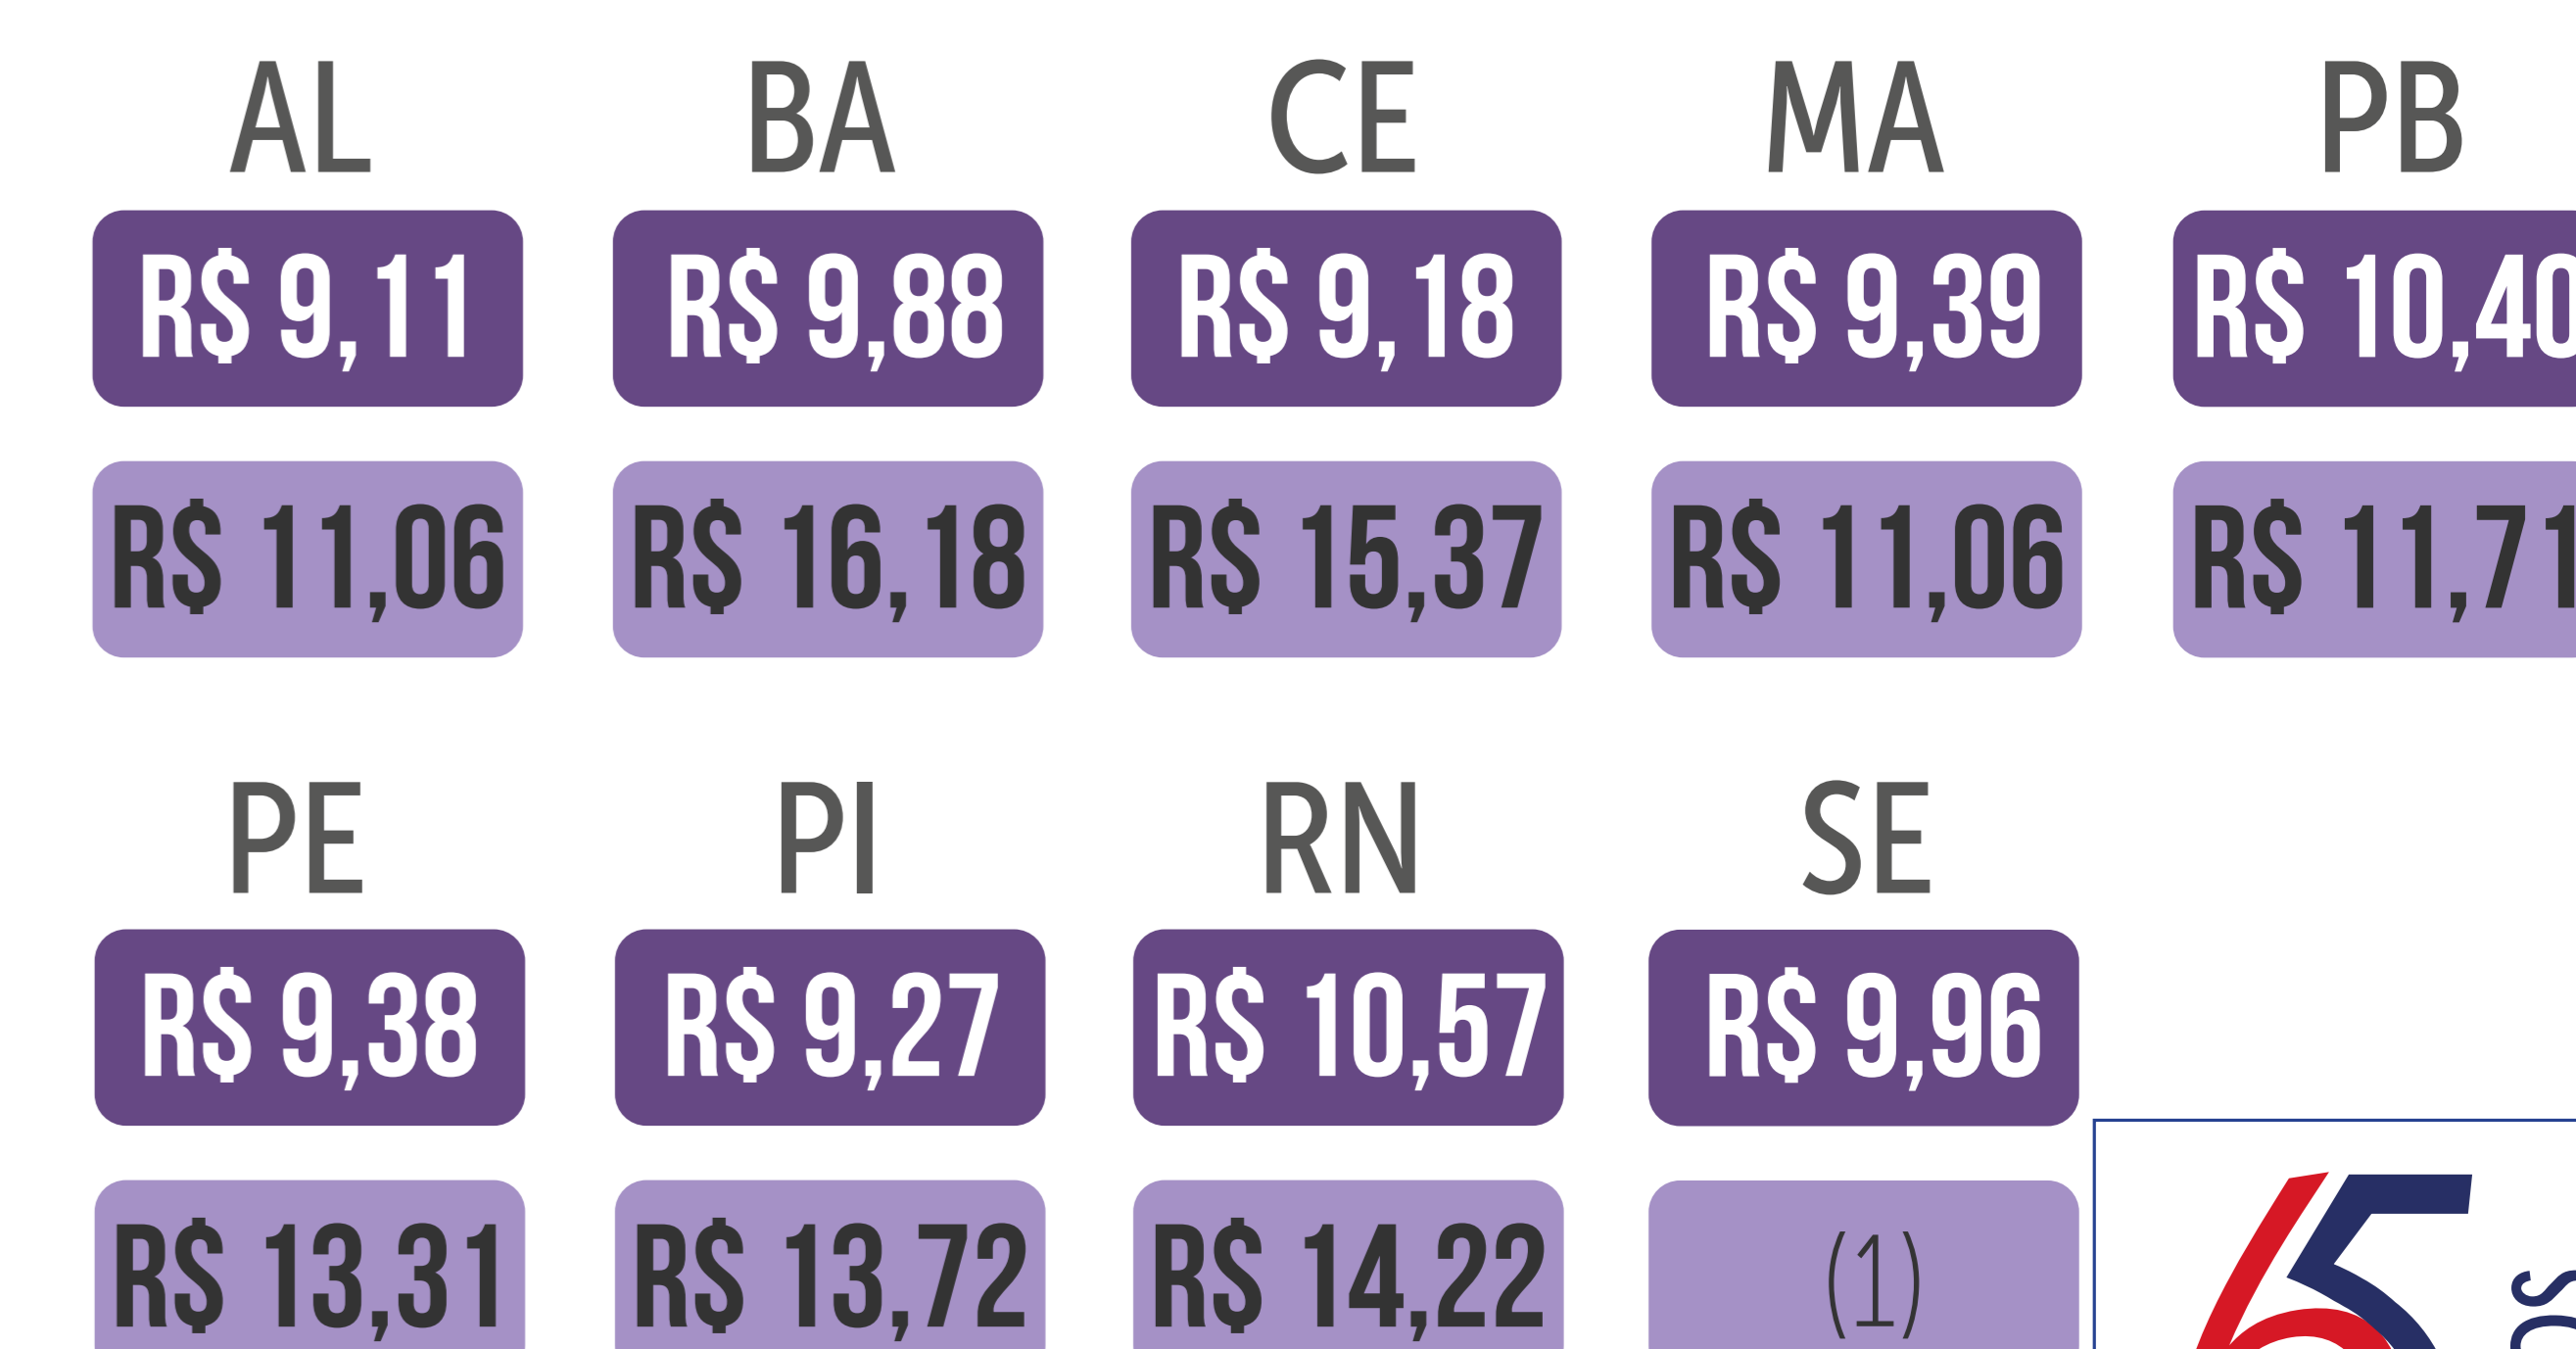 AL BA CE MA PB
R$ 9,11 R$ 9,88 R$ 9,18 R$ 9,39 R$ 10,40
R$ 11,06 R$ 16,18 R$ 15,37 R$ 11,06 R$ 11,71
PE PI RN SE
R$ 9,38 R$ 9,27 R$ 10,57 R$ 9,96
R$ 13,31 R$ 13,72 R$ 14,22 (1)
65